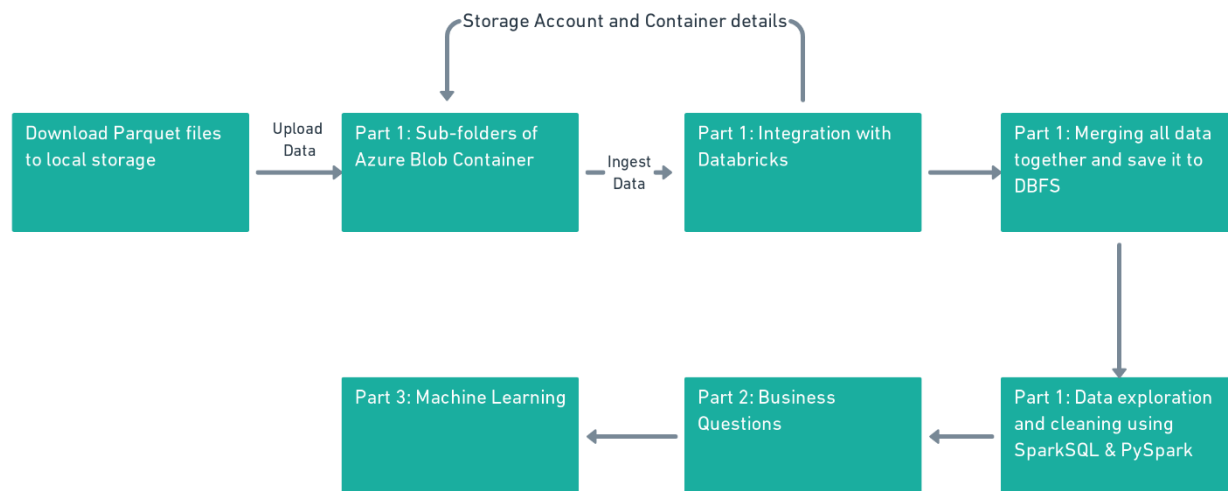 Storage Account and Container details
Download Parquet files
to local storage
Upload
Data
Part 1: Sub-folders of
Azure Blob Container
Ingest
Data
Part 1: Integration with
Databricks
Part 1: Merging all data
together and save it to
DBFS
Part 3: Machine Learning
Part 2: Business
Questions
Part 1: Data exploration
and cleaning using
SparkSQL & PySpark